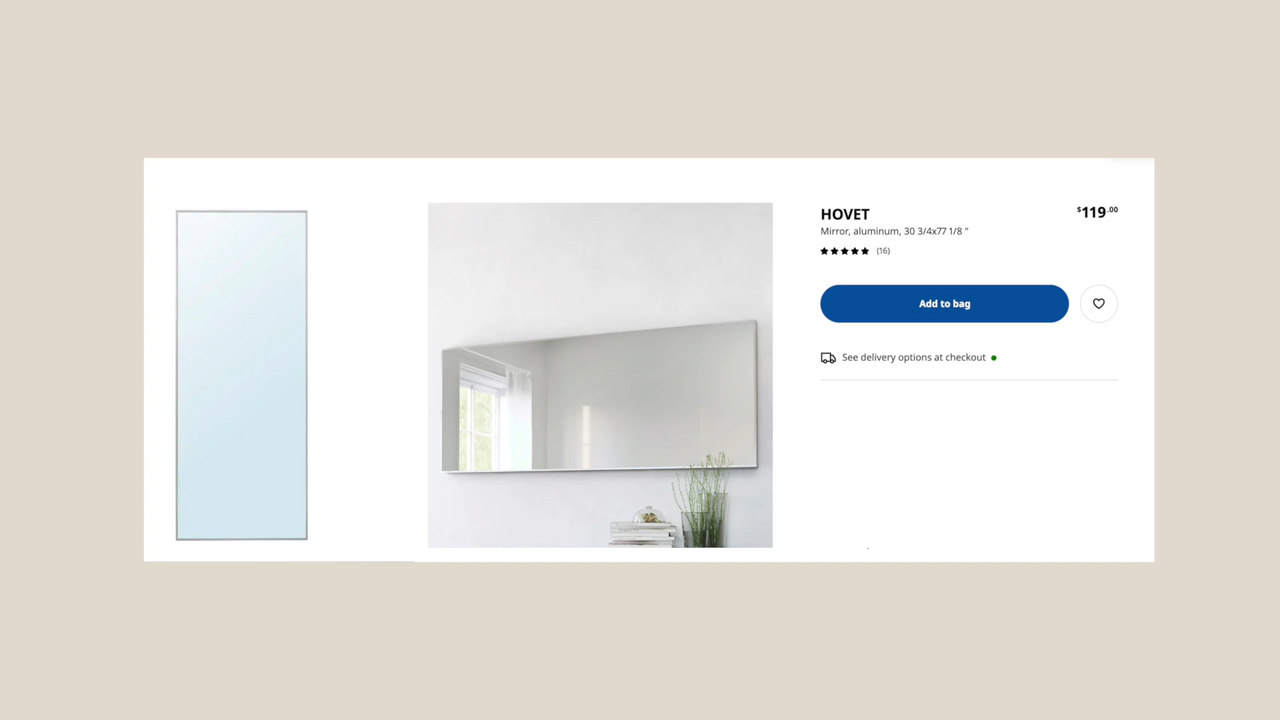 HOVET
$119.00
Mirror, aluminum, 30 3/4x77 1/8 "
(16)
Add to bag
See delivery options at checkout